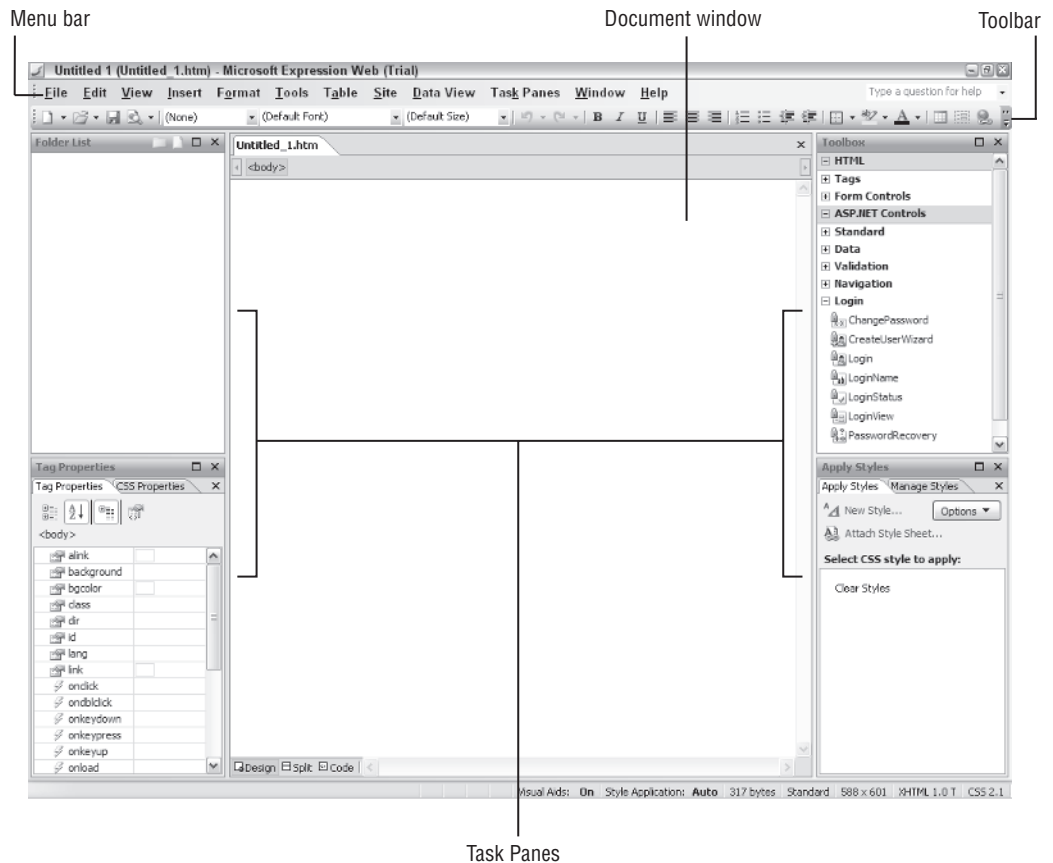 Menu bar
Document window
Toolbar
Untitled 1 (Untitled_1.htm) - Microsoft Expression Web (Trial)
File Edit View Insert Format Tools Table Site Data View Task Panes Window Help
Type a question for help
(None) (Default Font) (Default Size) B I U A
Folder List
Untitled_1.htm
<body>
Toolbox
HTML
Tags
Form Controls
ASP.NET Controls
Standard
Data
Validation
Navigation
Login
ChangePassword
CreateUserWizard
Login
LoginName
LoginStatus
LoginView
PasswordRecovery
Tag Properties
Tag Properties CSS Properties
<body>
alink
background
bgcolor
class
dir
id
lang
link
onclick
ondblclick
onkeydown
onkeypress
onkeyup
onload
Apply Styles
Apply Styles Manage Styles
New Style... Options
Attach Style Sheet...
Select CSS style to apply:
Clear Styles
Design Split Code
Visual Aids: On Style Application: Auto 317 bytes Standard 588 x 601 XHTML 1.0 T CSS 2.1
Task Panes